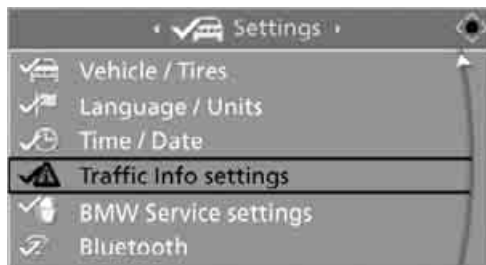 Settings
Vehicle / Tires
Language / Units
Time / Date
Traffic Info settings
BMW Service settings
Bluetooth